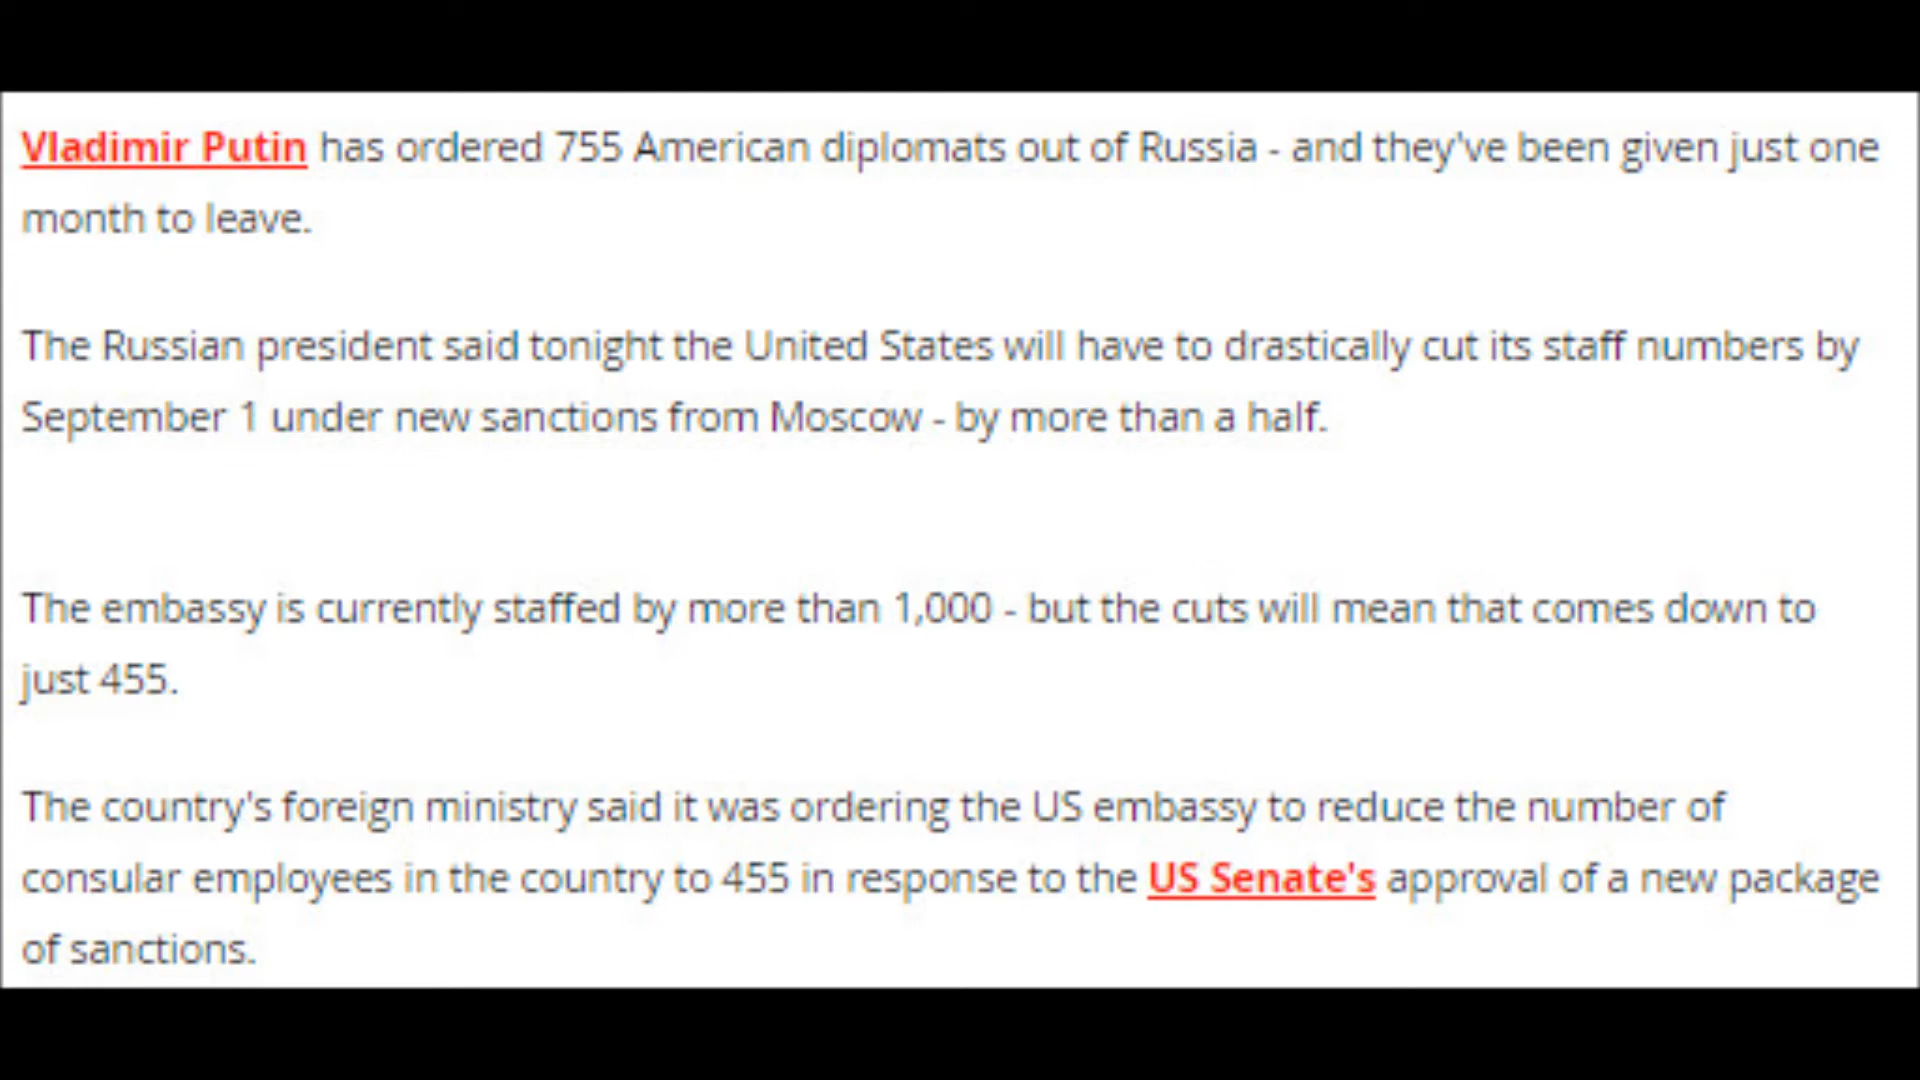 Vladimir Putin has ordered 755 American diplomats out of Russia - and they've been given just one
month to leave.
The Russian president said tonight the United States will have to drastically cut its staff numbers by
September 1 under new sanctions from Moscow - by more than a half.
The embassy is currently staffed by more than 1,000 - but the cuts will mean that comes down to
just 455.
The country's foreign ministry said it was ordering the US embassy to reduce the number of
consular employees in the country to 455 in response to the US Senate's approval of a new package
of sanctions.